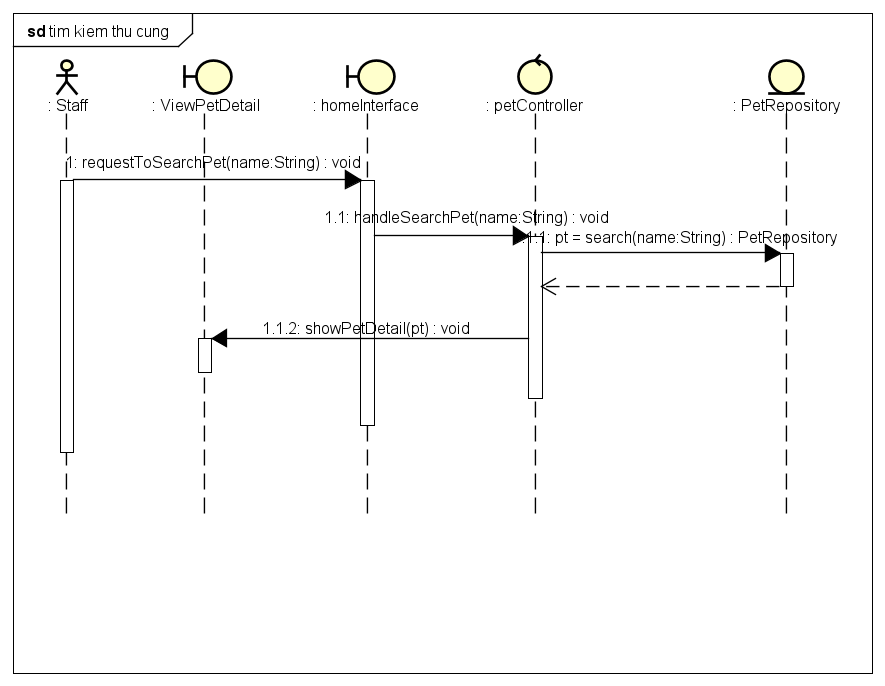 sd tim kiem thu cung
: Staff
: ViewPetDetail
: homeInterface
: petController
: PetRepository
1: requestToSearchPet(name:String) : void
1.1: handleSearchPet(name:String) : void
1.1.1: pt = search(name:String) : PetRepository
1.1.2: showPetDetail(pt) : void